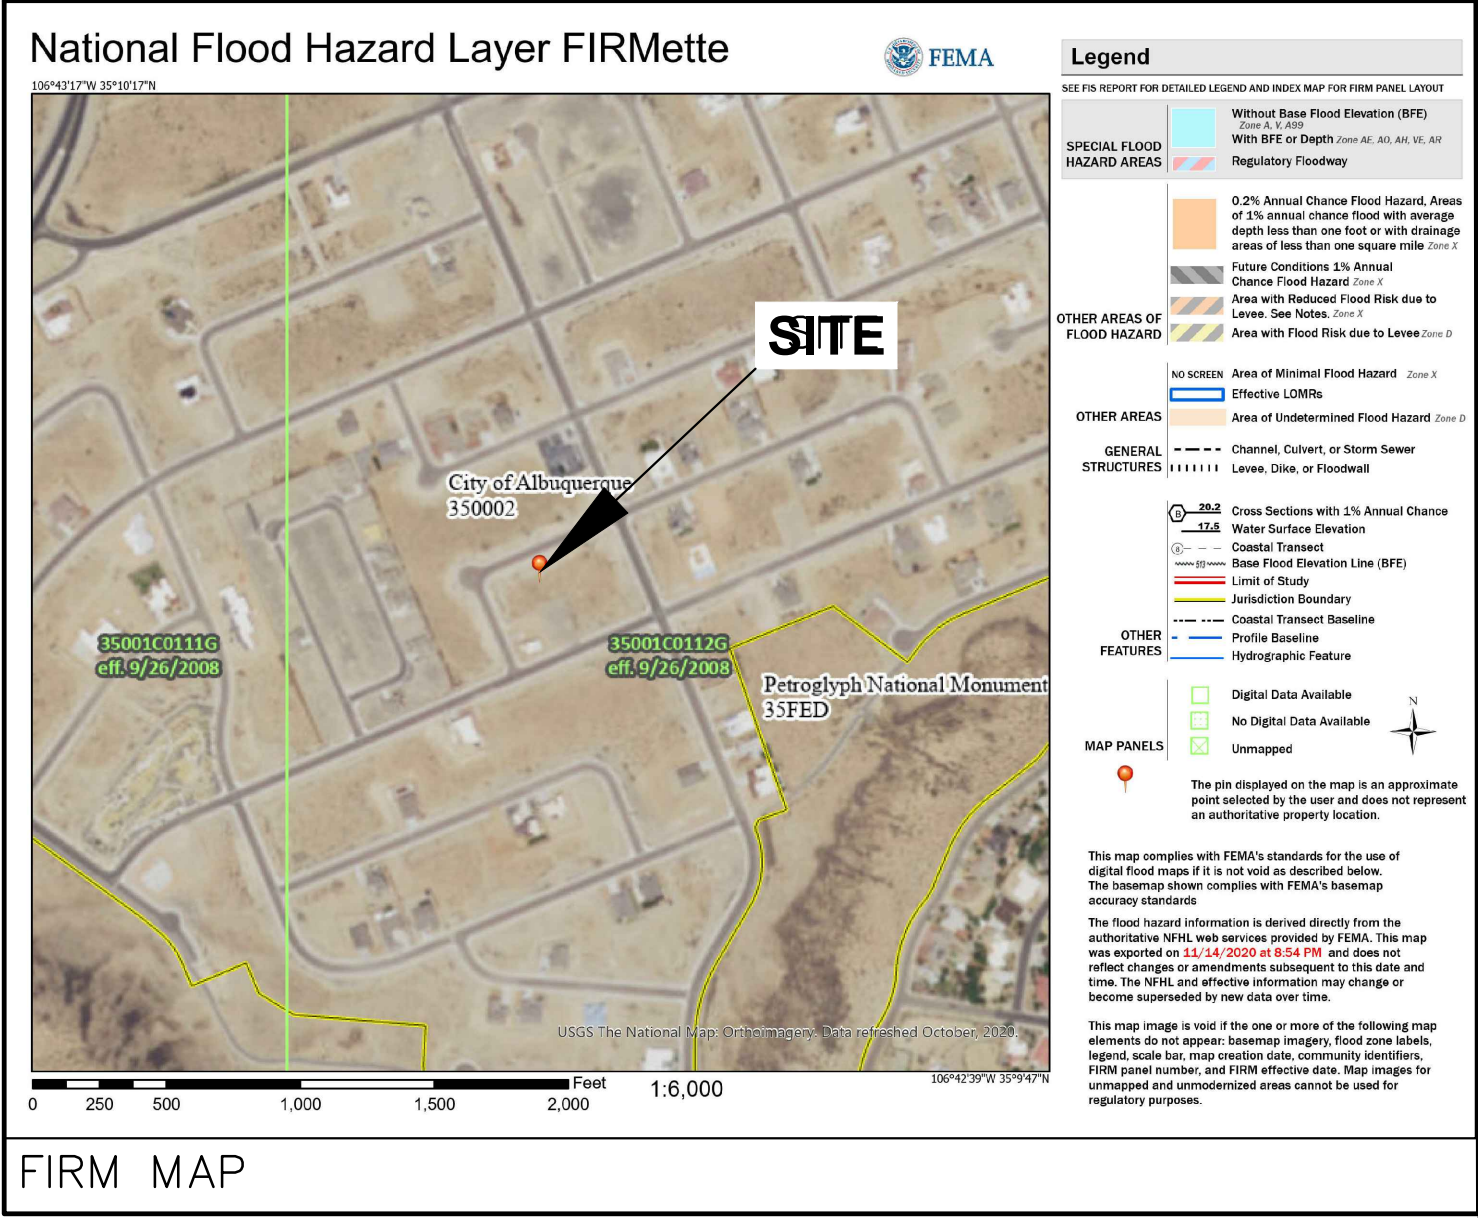 National Flood Hazard Layer FIRMette
FEMA
106°43'17"W 35°10'17"N
SITE
City of Albuquerque
350002
35001C0111G
eff. 9/26/2008
35001C0112G
eff. 9/26/2008
Petroglyph National Monument
35FED
USGS The National Map: Orthoimagery. Data refreshed October, 2020.
Feet
0 250 500 1,000 1,500 2,000
1:6,000
106°42'39"W 35°9'47"N
Legend
SEE FIS REPORT FOR DETAILED LEGEND AND INDEX MAP FOR FIRM PANEL LAYOUT
SPECIAL FLOOD
HAZARD AREAS
Without Base Flood Elevation (BFE)
Zone A, V, A99
With BFE or Depth Zone AE, AO, AH, VE, AR
Regulatory Floodway
OTHER AREAS OF
FLOOD HAZARD
0.2% Annual Chance Flood Hazard, Areas
of 1% annual chance flood with average
depth less than one foot or with drainage
areas of less than one square mile Zone X
Future Conditions 1% Annual
Chance Flood Hazard Zone X
Area with Reduced Flood Risk due to
Levee. See Notes. Zone X
Area with Flood Risk due to Levee Zone D
OTHER AREAS
NO SCREEN Area of Minimal Flood Hazard Zone X
Effective LOMRs
Area of Undetermined Flood Hazard Zone D
GENERAL
STRUCTURES
Channel, Culvert, or Storm Sewer
Levee, Dike, or Floodwall
OTHER
FEATURES
B 20.2 Cross Sections with 1% Annual Chance
17.5 Water Surface Elevation
8 Coastal Transect
513 Base Flood Elevation Line (BFE)
Limit of Study
Jurisdiction Boundary
Coastal Transect Baseline
Profile Baseline
Hydrographic Feature
MAP PANELS
Digital Data Available
No Digital Data Available
Unmapped
N
The pin displayed on the map is an approximate
point selected by the user and does not represent
an authoritative property location.
This map complies with FEMA's standards for the use of
digital flood maps if it is not void as described below.
The basemap shown complies with FEMA's basemap
accuracy standards
The flood hazard information is derived directly from the
authoritative NFHL web services provided by FEMA. This map
was exported on 11/14/2020 at 8:54 PM and does not
reflect changes or amendments subsequent to this date and
time. The NFHL and effective information may change or
become superseded by new data over time.
This map image is void if the one or more of the following map
elements do not appear: basemap imagery, flood zone labels,
legend, scale bar, map creation date, community identifiers,
FIRM panel number, and FIRM effective date. Map images for
unmapped and unmodernized areas cannot be used for
regulatory purposes.
FIRM MAP